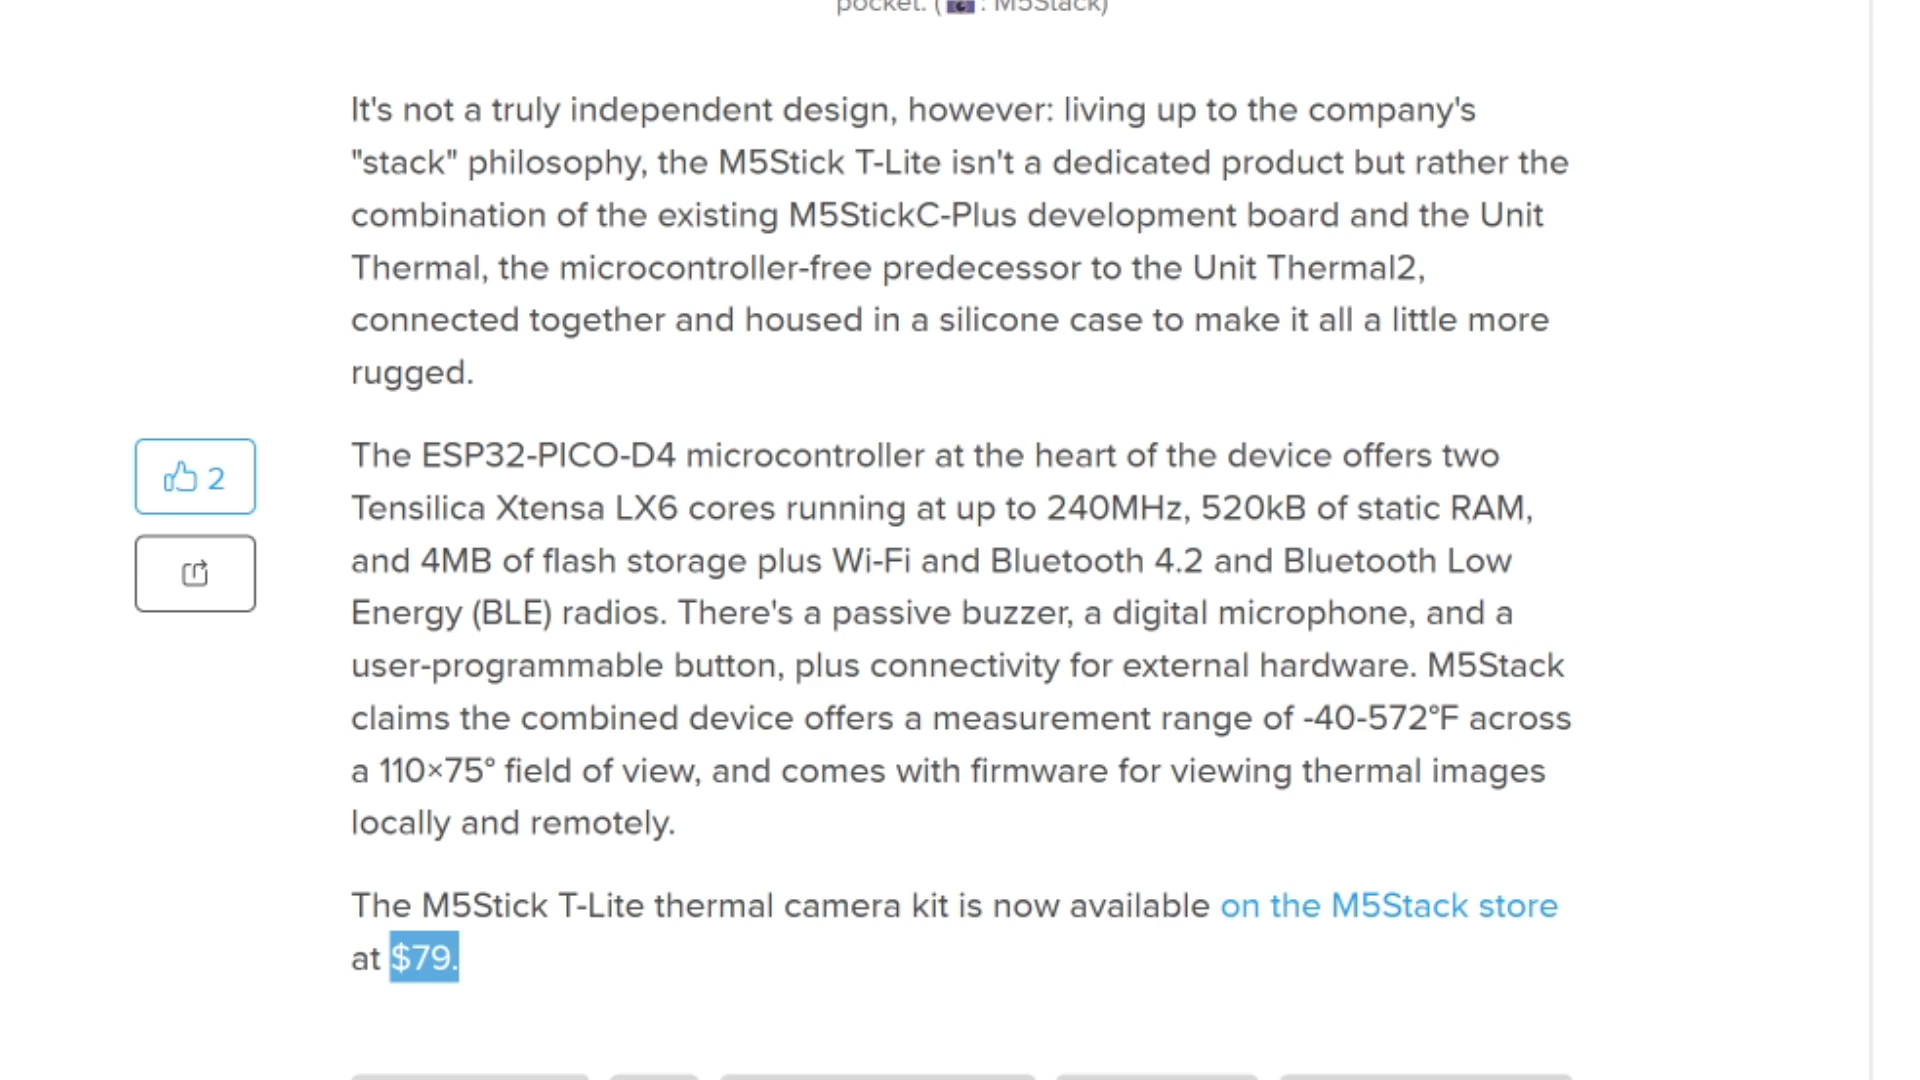 pocket. (📷: M5Stack)
It's not a truly independent design, however: living up to the company's
"stack" philosophy, the M5Stick T-Lite isn't a dedicated product but rather the
combination of the existing M5StickC-Plus development board and the Unit
Thermal, the microcontroller-free predecessor to the Unit Thermal2,
connected together and housed in a silicone case to make it all a little more
rugged.
2
The ESP32-PICO-D4 microcontroller at the heart of the device offers two
Tensilica Xtensa LX6 cores running at up to 240MHz, 520kB of static RAM,
and 4MB of flash storage plus Wi-Fi and Bluetooth 4.2 and Bluetooth Low
Energy (BLE) radios. There's a passive buzzer, a digital microphone, and a
user-programmable button, plus connectivity for external hardware. M5Stack
claims the combined device offers a measurement range of -40-572°F across
a 110×75° field of view, and comes with firmware for viewing thermal images
locally and remotely.
The M5Stick T-Lite thermal camera kit is now available on the M5Stack store
at $79.